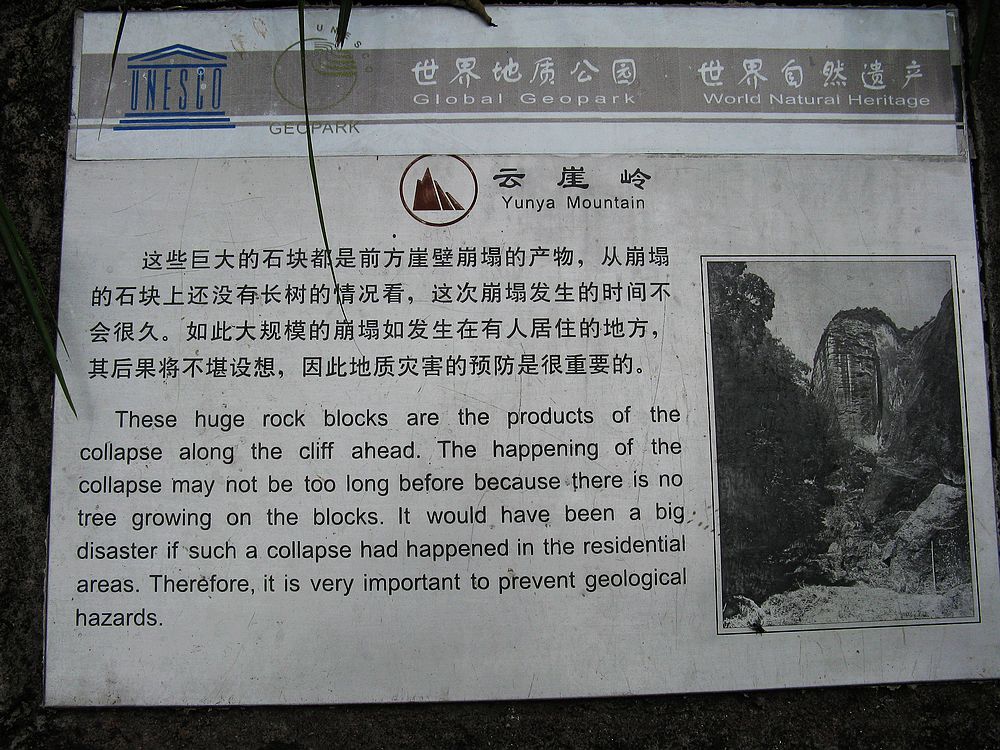 UNESCO
UNESCO
GEOPARK
世界地质公园
Global Geopark
世界自然遗产
World Natural Heritage
云崖岭
Yunya Mountain
这些巨大的石块都是前方崖壁崩塌的产物，从崩塌
的石块上还没有长树的情况看，这次崩塌发生的时间不
会很久。如此大规模的崩塌如发生在有人居住的地方，
其后果将不堪设想，因此地质灾害的预防是很重要的。
These huge rock blocks are the products of the
collapse along the cliff ahead. The happening of the
collapse may not be too long before because there is no
tree growing on the blocks. It would have been a big
disaster if such a collapse had happened in the residential
areas. Therefore, it is very important to prevent geological
hazards.